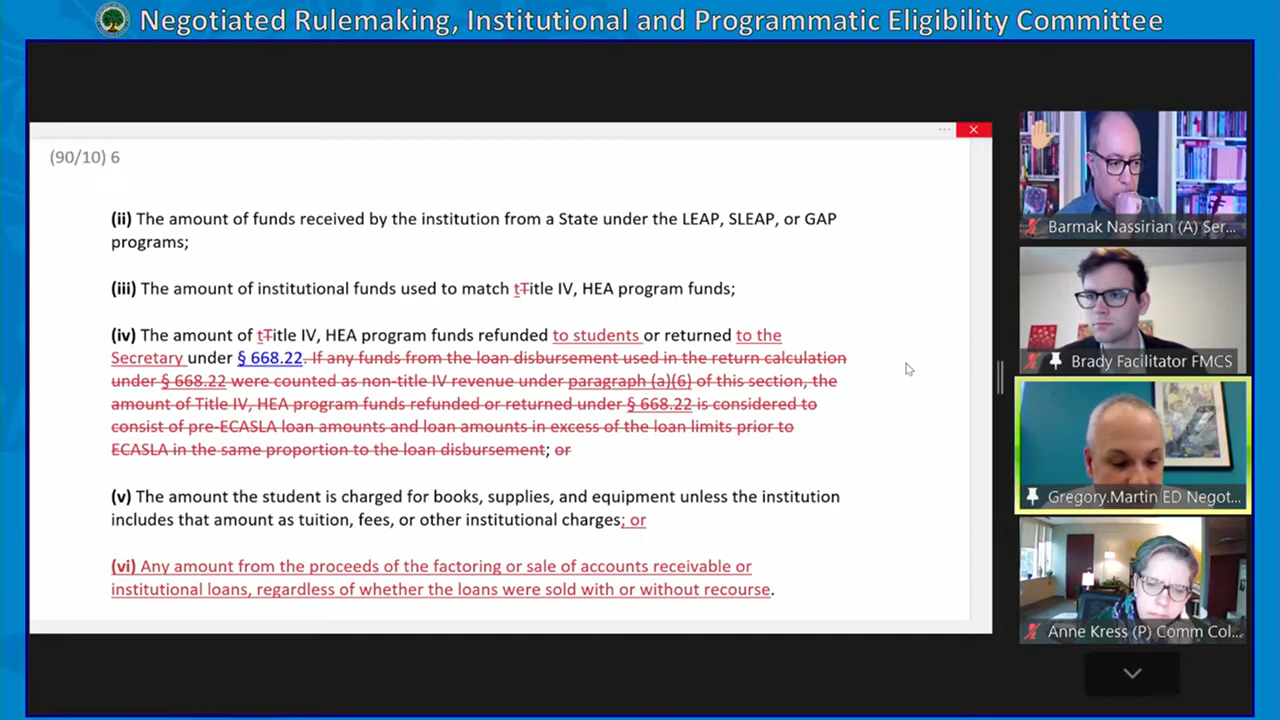 Negotiated Rulemaking, Institutional and Programmatic Eligibility Committee
(90/10) 6
(ii) The amount of funds received by the institution from a State under the LEAP, SLEAP, or GAP
programs;
(iii) The amount of institutional funds used to match tTitle IV, HEA program funds;
(iv) The amount of tTitle IV, HEA program funds refunded to students or returned to the
Secretary under § 668.22. If any funds from the loan disbursement used in the return calculation
under § 668.22 were counted as non-title IV revenue under paragraph (a)(6) of this section, the
amount of Title IV, HEA program funds refunded or returned under § 668.22 is considered to
consist of pre-ECASLA loan amounts and loan amounts in excess of the loan limits prior to
ECASLA in the same proportion to the loan disbursement; or
(v) The amount the student is charged for books, supplies, and equipment unless the institution
includes that amount as tuition, fees, or other institutional charges; or
(vi) Any amount from the proceeds of the factoring or sale of accounts receivable or
institutional loans, regardless of whether the loans were sold with or without recourse.
Barmak Nassirian (A) Ser...
Brady Facilitator FMCS
Gregory.Martin ED Negot...
Anne Kress (P) Comm Col...